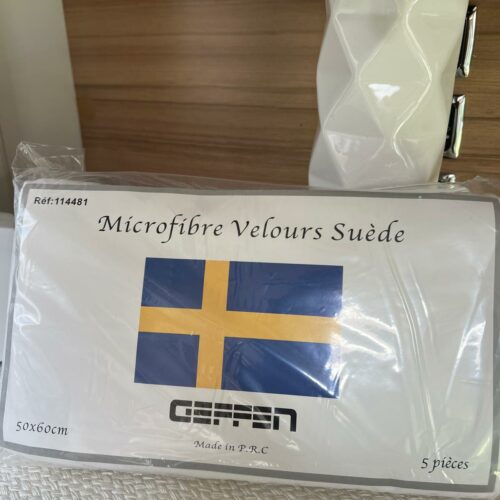 Réf:114481
Microfibre Velours Suède
GEFFEN
50x60cm
Made in P.R.C
5 pièces